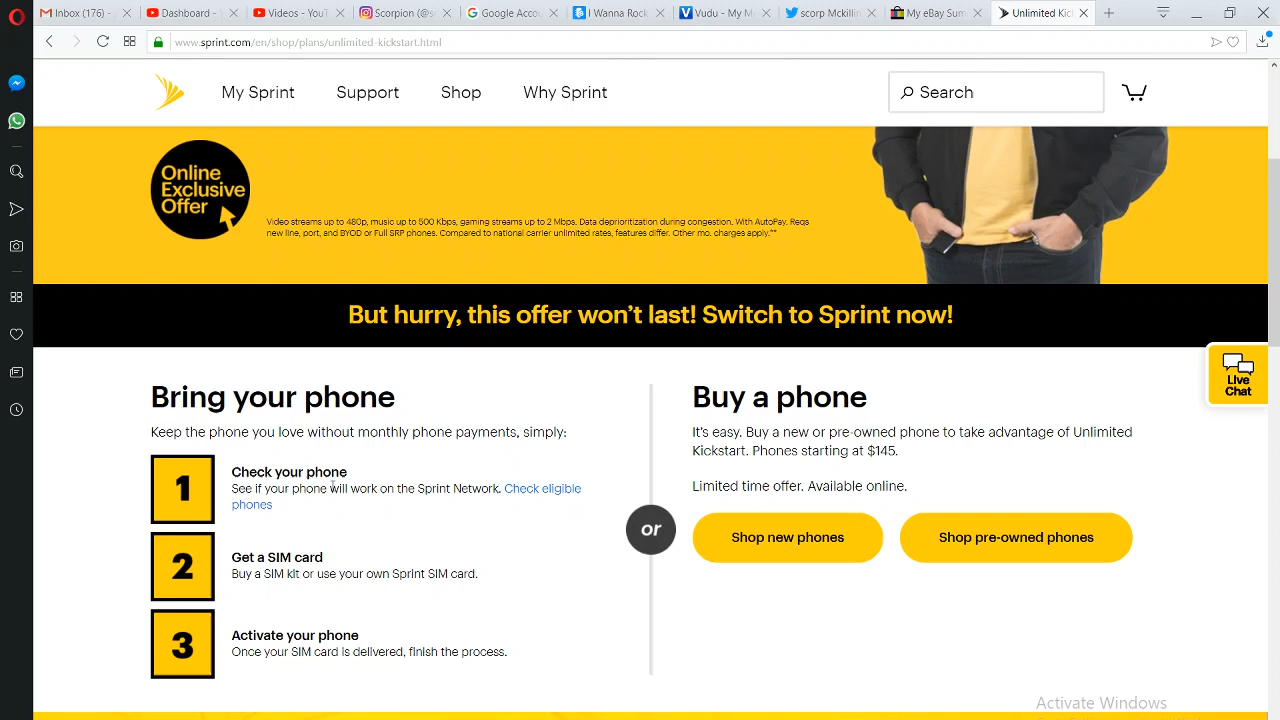 Inbox (176) -
Dashboard -
Videos - YouT
Scorpion (@
Google Acco
I Wanna Rock
Vudu - My M
scorp Mc
My eBay Su
Unlimited Kic
www.sprint.com/en/shop/plans/unlimited-kickstart.html
My Sprint
Support
Shop
Why Sprint
Search
Online
Exclusive
Offer
Video streams up to 480p, music up to 500 Kbps, gaming streams up to 2 Mbps. Data deprioritization during congestion. With AutoPay. Reqs
new line, port, and BYOD or Full SRP phones. Compared to national carrier unlimited rates, features differ. Other mo. charges apply.**
But hurry, this offer won't last! Switch to Sprint now!
Live
Chat
Bring your phone
Keep the phone you love without monthly phone payments, simply:
1
Check your phone
See if your phone will work on the Sprint Network. Check eligible
phones
2
Get a SIM card
Buy a SIM kit or use your own Sprint SIM card.
3
Activate your phone
Once your SIM card is delivered, finish the process.
or
Buy a phone
It's easy. Buy a new or pre-owned phone to take advantage of Unlimited
Kickstart. Phones starting at $145.
Limited time offer. Available online.
Shop new phones
Shop pre-owned phones
Activate Windows